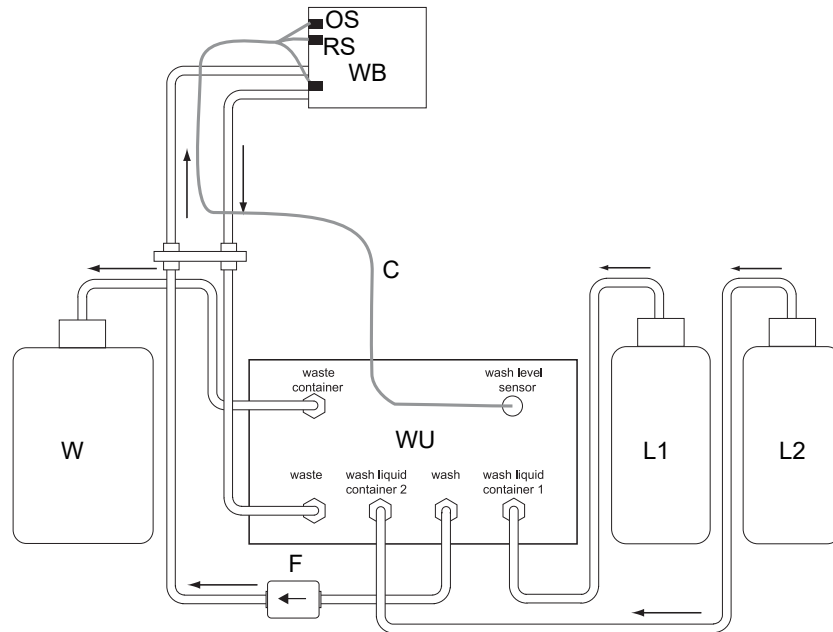 OS
RS
WB
C
waste
container
wash level
sensor
W
WU
L1
L2
waste
wash liquid
container 2
wash
wash liquid
container 1
F